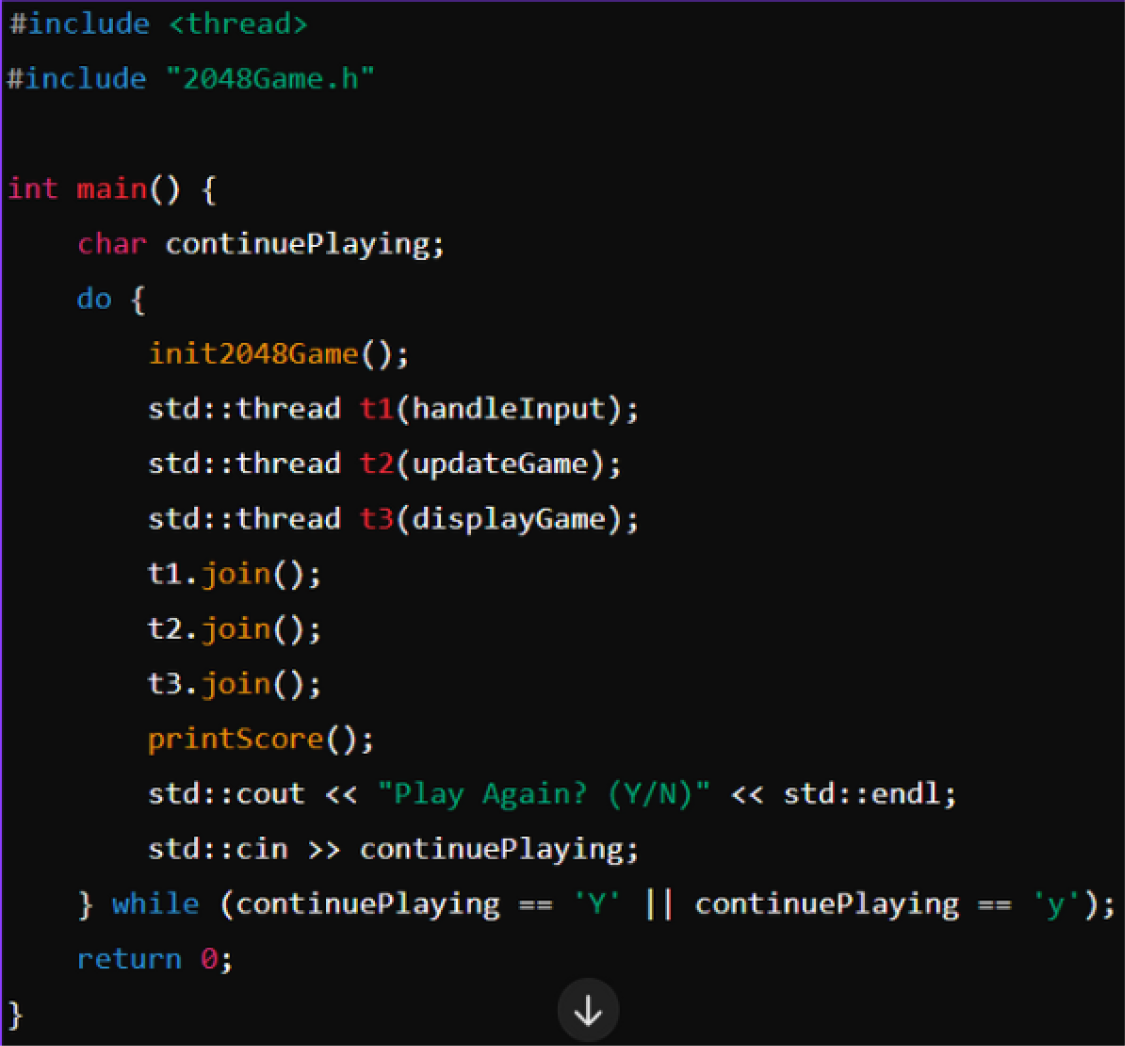 #include <thread>
#include "2048Game.h"
int main() {
char continuePlaying;
do {
init2048Game();
std::thread t1(handleInput);
std::thread t2(updateGame);
std::thread t3(displayGame);
t1.join();
t2.join();
t3.join();
printScore();
std::cout << "Play Again? (Y/N)" << std::endl;
std::cin >> continuePlaying;
} while (continuePlaying == 'Y' || continuePlaying == 'y');
return 0;
}